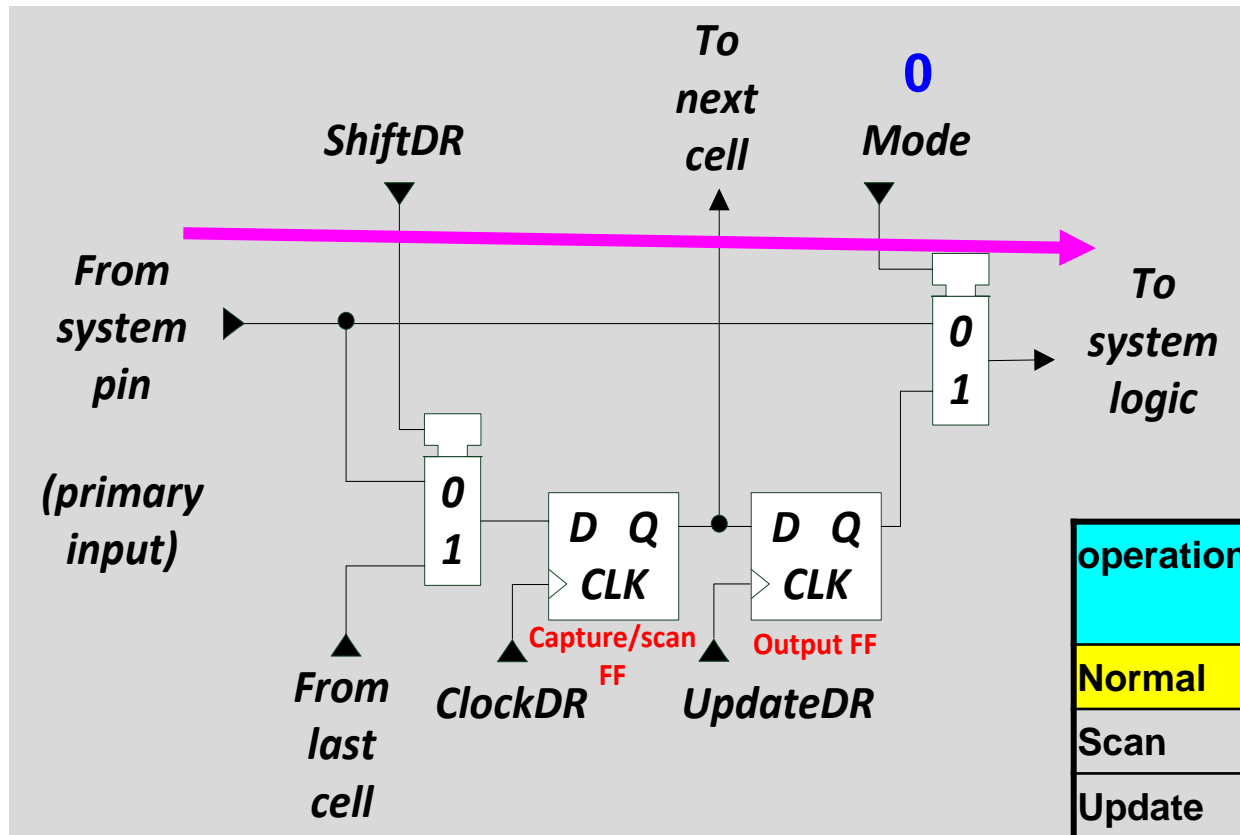 To
next
cell
0
ShiftDR
Mode
From
system
pin
(primary
input)
0
1
To
system
logic
0
1
D Q
CLK
D Q
CLK
Capture/scan
FF
Output FF
From
last
cell
ClockDR
UpdateDR
operation
Normal
Scan
Update